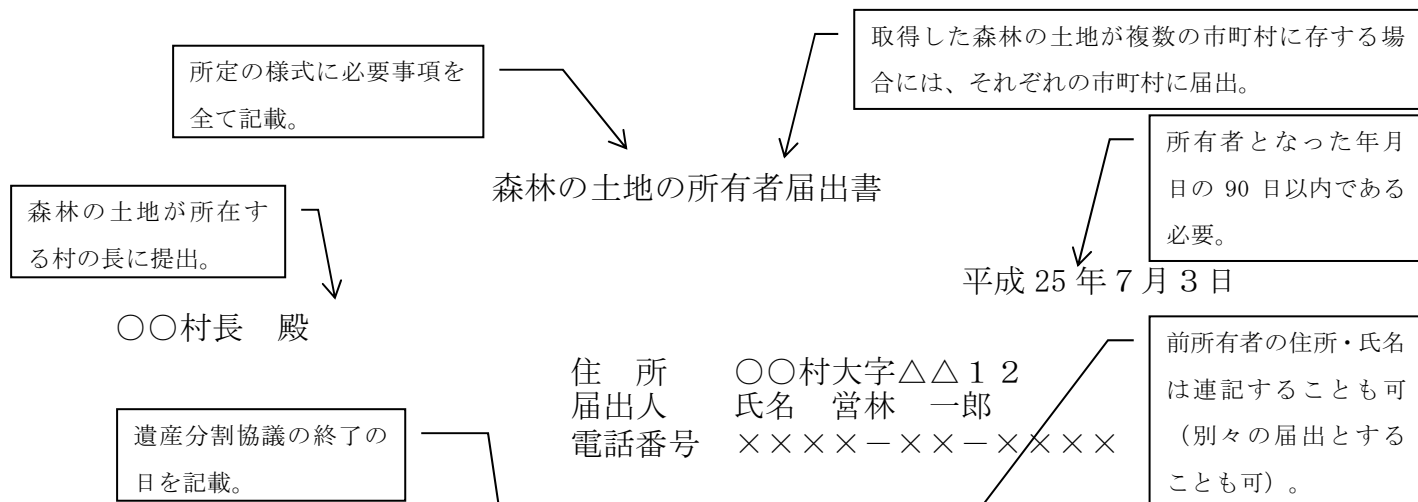 取得した森林の土地が複数の市町村に存する場
合には、それぞれの市町村に届出。
所定の様式に必要事項を
全て記載。
所有者となった年月
日の 90 日以内である
必要。
森林の土地の所有者届出書
森林の土地が所在す
る村の長に提出。
平成 25 年７月３日
○○村長　殿
前所有者の住所・氏名
は連記することも可
（別々の届出とする
ことも可）。
住　所　　○○村大字△△１２
届出人　　氏名　営林　一郎
電話番号　××××－××－××××
遺産分割協議の終了の
日を記載。